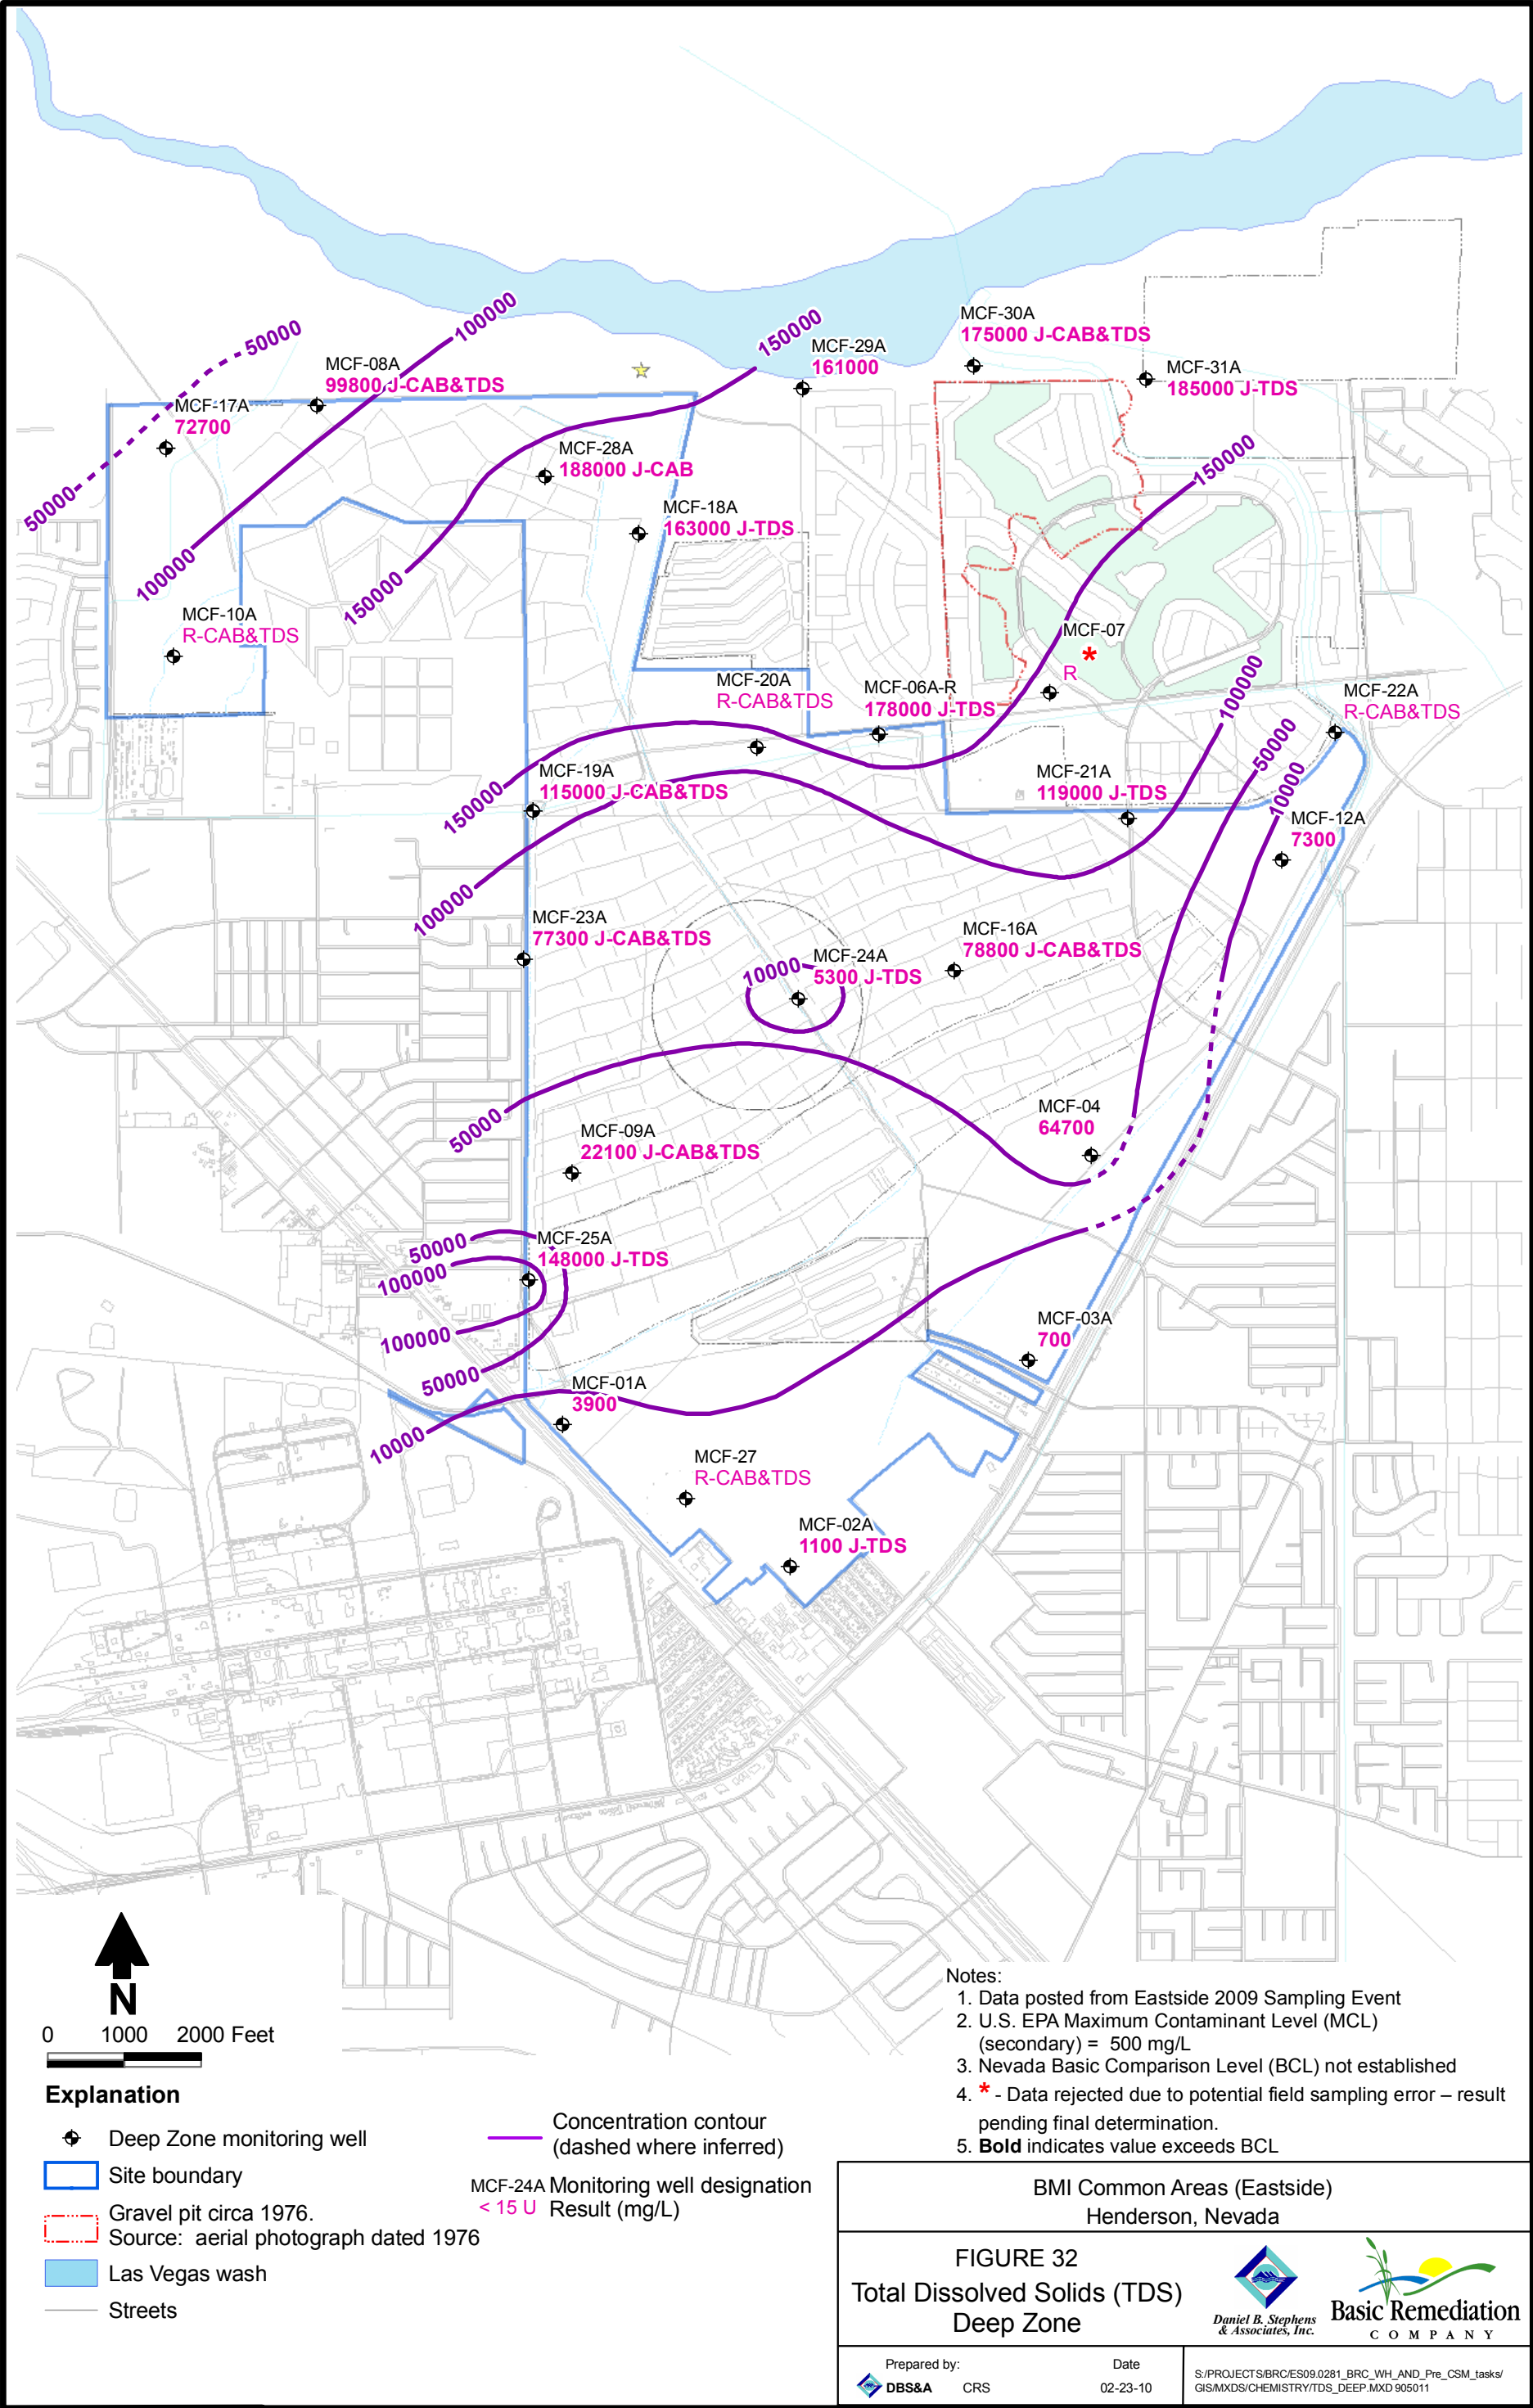 50000
100000
150000
MCF-30A
175000 J-CAB&TDS
MCF-29A
161000
MCF-31A
185000 J-TDS
MCF-08A
99800 J-CAB&TDS
MCF-17A
72700
MCF-28A
188000 J-CAB
150000
50000
MCF-18A
163000 J-TDS
100000
150000
MCF-10A
R-CAB&TDS
MCF-07
*
R
MCF-20A
R-CAB&TDS
MCF-06A-R
178000 J-TDS
100000
MCF-22A
R-CAB&TDS
50000
10000
MCF-19A
115000 J-CAB&TDS
150000
MCF-21A
119000 J-TDS
MCF-12A
7300
100000
MCF-23A
77300 J-CAB&TDS
MCF-16A
78800 J-CAB&TDS
MCF-24A
5300 J-TDS
10000
50000
MCF-04
64700
MCF-09A
22100 J-CAB&TDS
50000
MCF-25A
148000 J-TDS
100000
100000
50000
MCF-03A
700
MCF-01A
3900
10000
MCF-27
R-CAB&TDS
MCF-02A
1100 J-TDS
N
0 1000 2000 Feet
Explanation
Deep Zone monitoring well
Site boundary
Gravel pit circa 1976.
Source: aerial photograph dated 1976
Las Vegas wash
Streets
Concentration contour
(dashed where inferred)
MCF-24A Monitoring well designation
< 15 U Result (mg/L)
Notes:
1. Data posted from Eastside 2009 Sampling Event
2. U.S. EPA Maximum Contaminant Level (MCL)
(secondary) = 500 mg/L
3. Nevada Basic Comparison Level (BCL) not established
4. * - Data rejected due to potential field sampling error – result
pending final determination.
5. Bold indicates value exceeds BCL
BMI Common Areas (Eastside)
Henderson, Nevada
FIGURE 32
Total Dissolved Solids (TDS)
Deep Zone
Daniel B. Stephens
& Associates, Inc.
Basic Remediation
COMPANY
Prepared by:
DBS&A CRS
Date
02-23-10
S:/PROJECTS/BRC/ES09.0281_BRC_WH_AND_Pre_CSM_tasks/
GIS/MXDS/CHEMISTRY/TDS_DEEP.MXD 905011